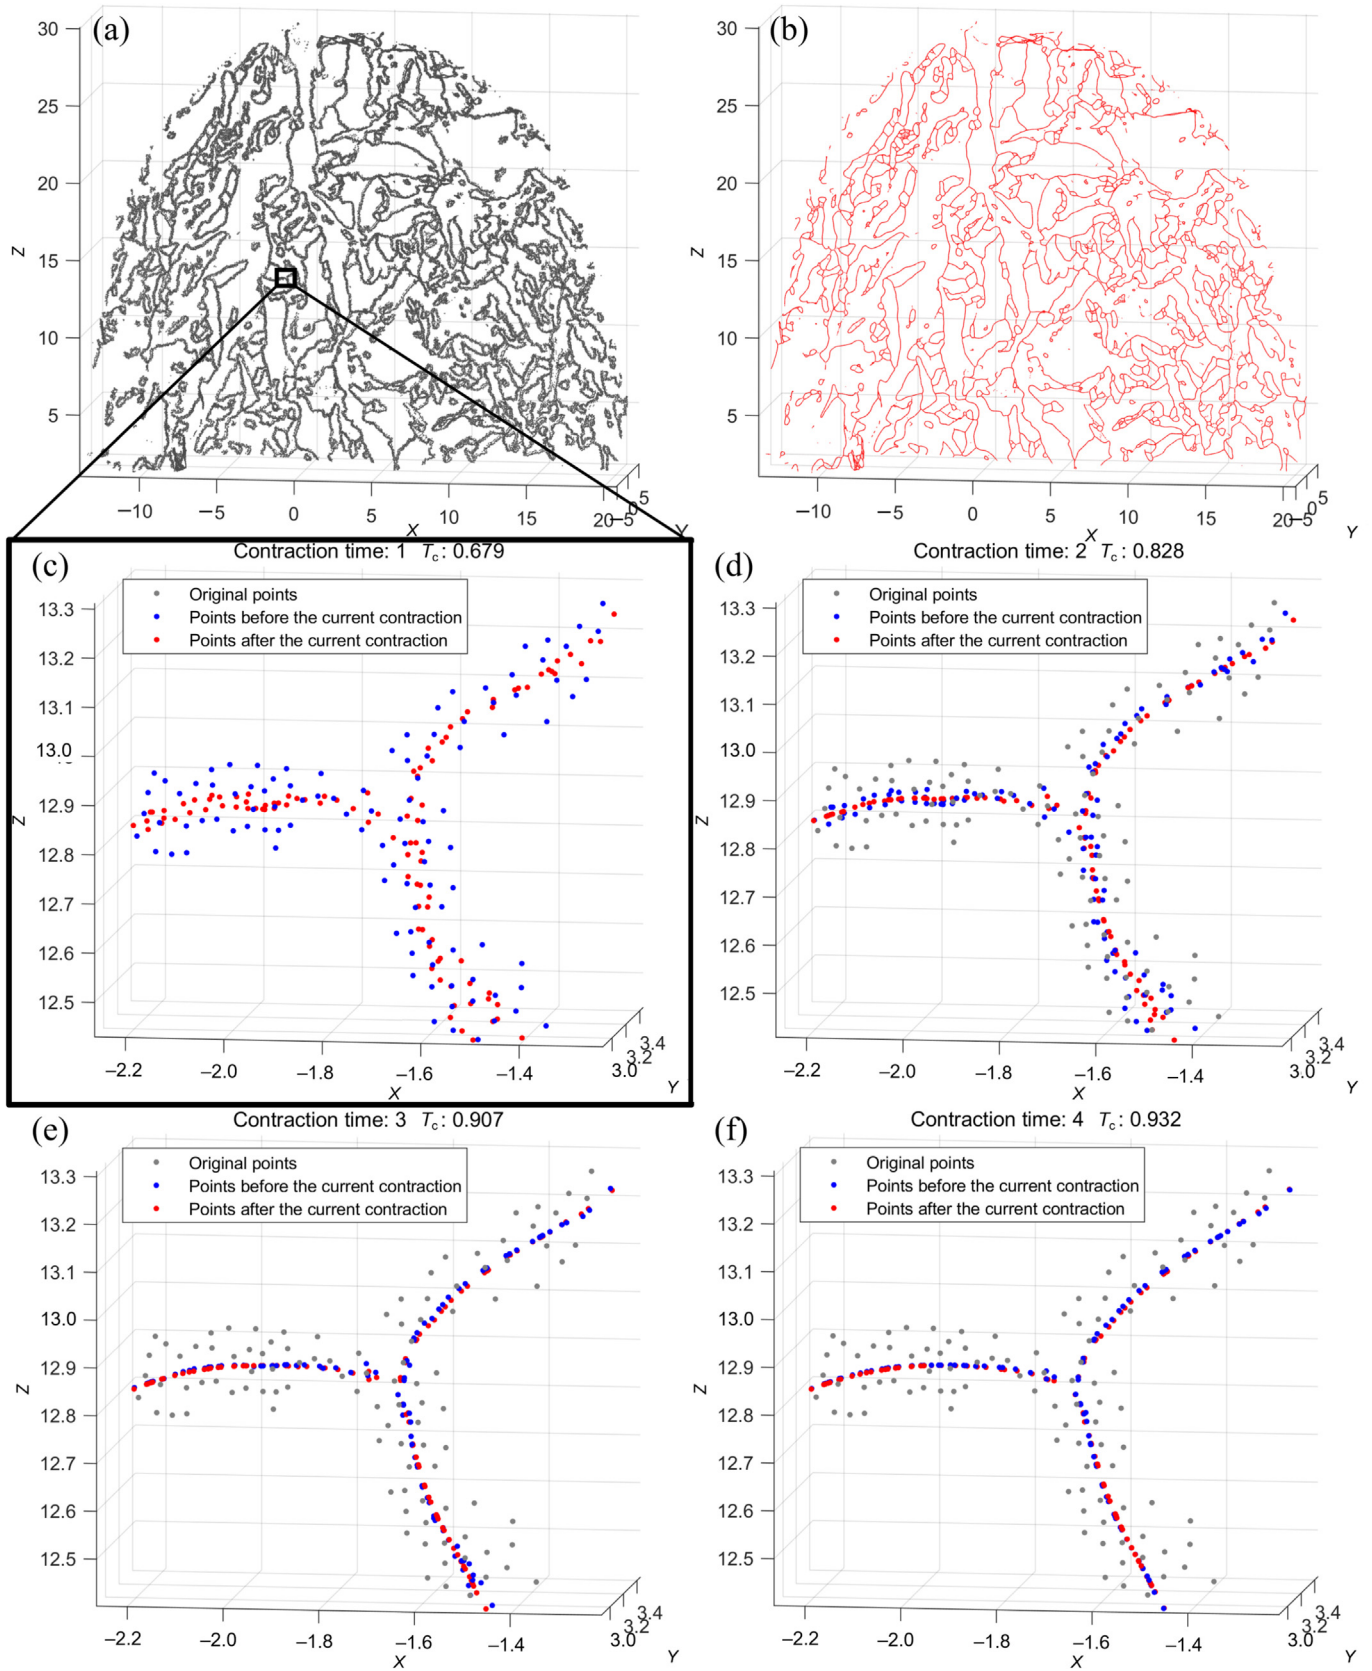 (a)
30
25
20
15
10
5
Z
−10
−5
0
5
10
15
20
−5
5
X
Y
(b)
30
25
20
15
10
5
Z
−10
−5
0
5
10
15
20
−5
0
5
X
Y
(c)
Contraction time: 1 Tc: 0.679
Original points
Points before the current contraction
Points after the current contraction
13.3
13.2
13.1
13.0
12.9
12.8
12.7
12.6
12.5
Z
−2.2
−2.0
−1.8
−1.6
−1.4
3.0
3.2
3.4
X
Y
(d)
Contraction time: 2 Tc: 0.828
Original points
Points before the current contraction
Points after the current contraction
13.3
13.2
13.1
13.0
12.9
12.8
12.7
12.6
12.5
Z
−2.2
−2.0
−1.8
−1.6
−1.4
3.0
3.2
3.4
X
Y
(e)
Contraction time: 3 Tc: 0.907
Original points
Points before the current contraction
Points after the current contraction
13.3
13.2
13.1
13.0
12.9
12.8
12.7
12.6
12.5
Z
−2.2
−2.0
−1.8
−1.6
−1.4
3.0
3.2
3.4
X
Y
(f)
Contraction time: 4 Tc: 0.932
Original points
Points before the current contraction
Points after the current contraction
13.3
13.2
13.1
13.0
12.9
12.8
12.7
12.6
12.5
Z
−2.2
−2.0
−1.8
−1.6
−1.4
3.0
3.2
3.4
X
Y